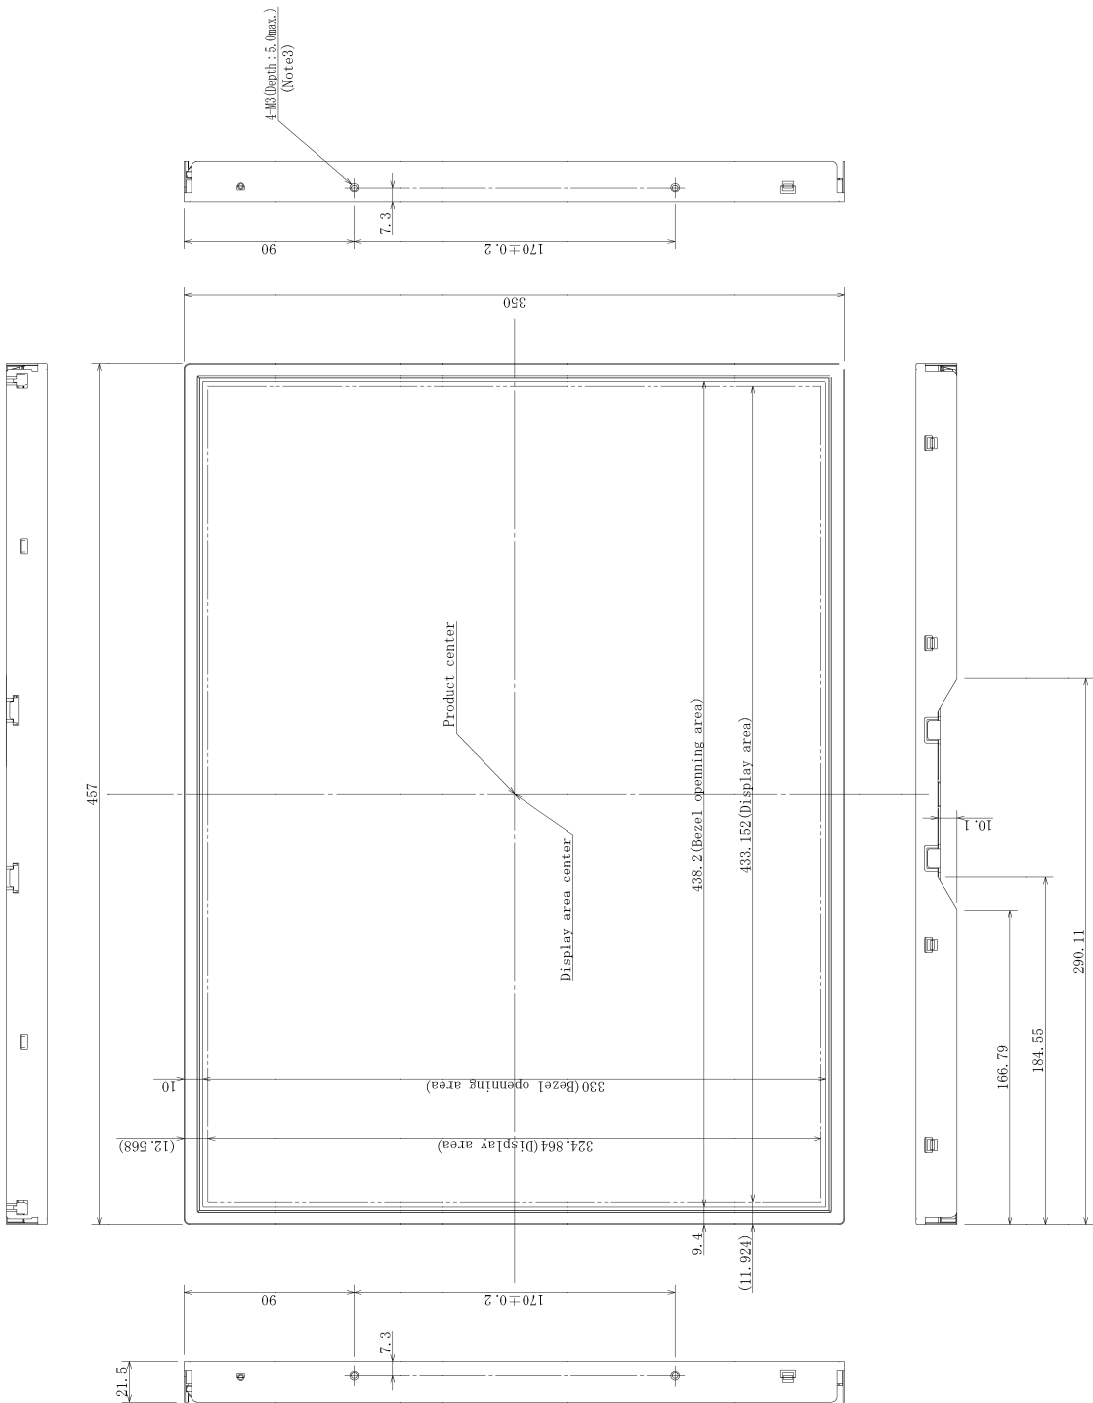 4-M3(Depth:5.0max.)
(Note3)
7.3
90
170±0.2
350
457
Product center
Display area center
438.2(Bezel openning area)
433.152(Display area)
10.1
290.11
184.55
166.79
10
330(Bezel openning area)
(12.568)
324.864(Display area)
9.4
(11.924)
90
170±0.2
7.3
21.5